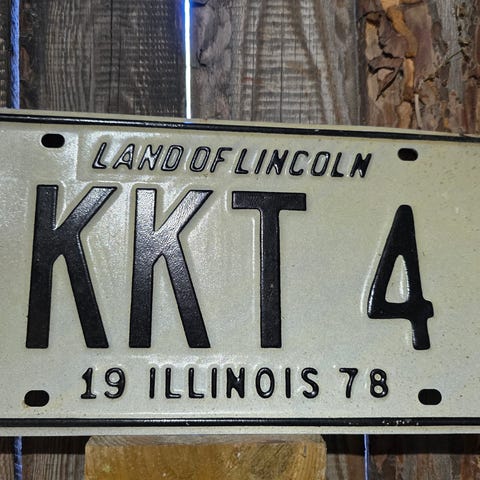 LAND OF LINCOLN
KKT 4
19 ILLINOIS 78